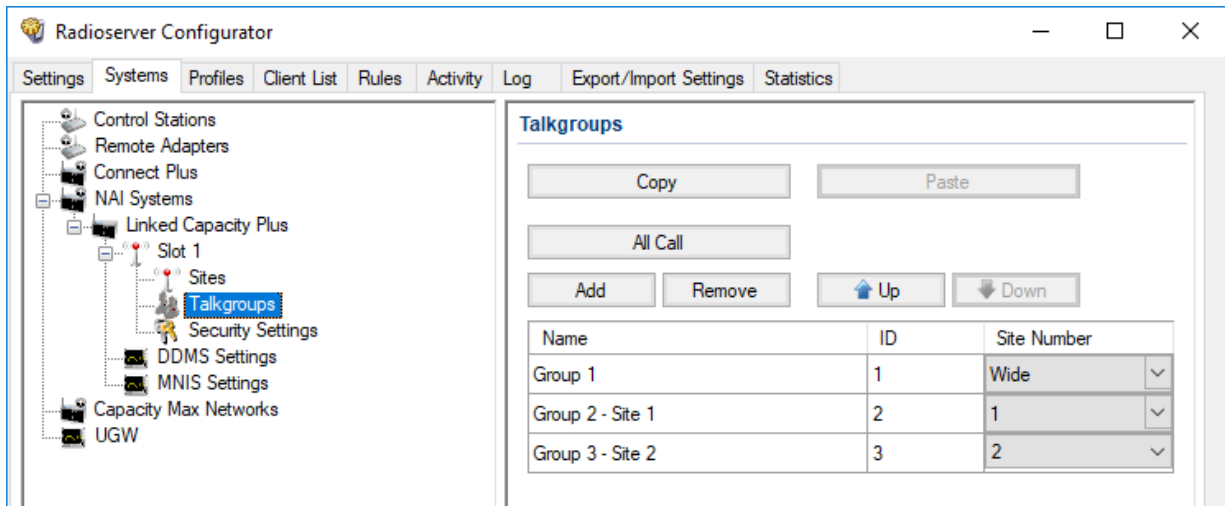 Radioserver Configurator
Settings Systems Profiles Client List Rules Activity Log Export/Import Settings Statistics
Control Stations
Remote Adapters
Connect Plus
NAI Systems
Linked Capacity Plus
Slot 1
Sites
Talkgroups
Security Settings
DDMS Settings
MNIS Settings
Capacity Max Networks
UGW
Talkgroups
Copy Paste
All Call
Add Remove Up Down
Name ID Site Number
Group 1 1 Wide
Group 2 - Site 1 2 1
Group 3 - Site 2 3 2